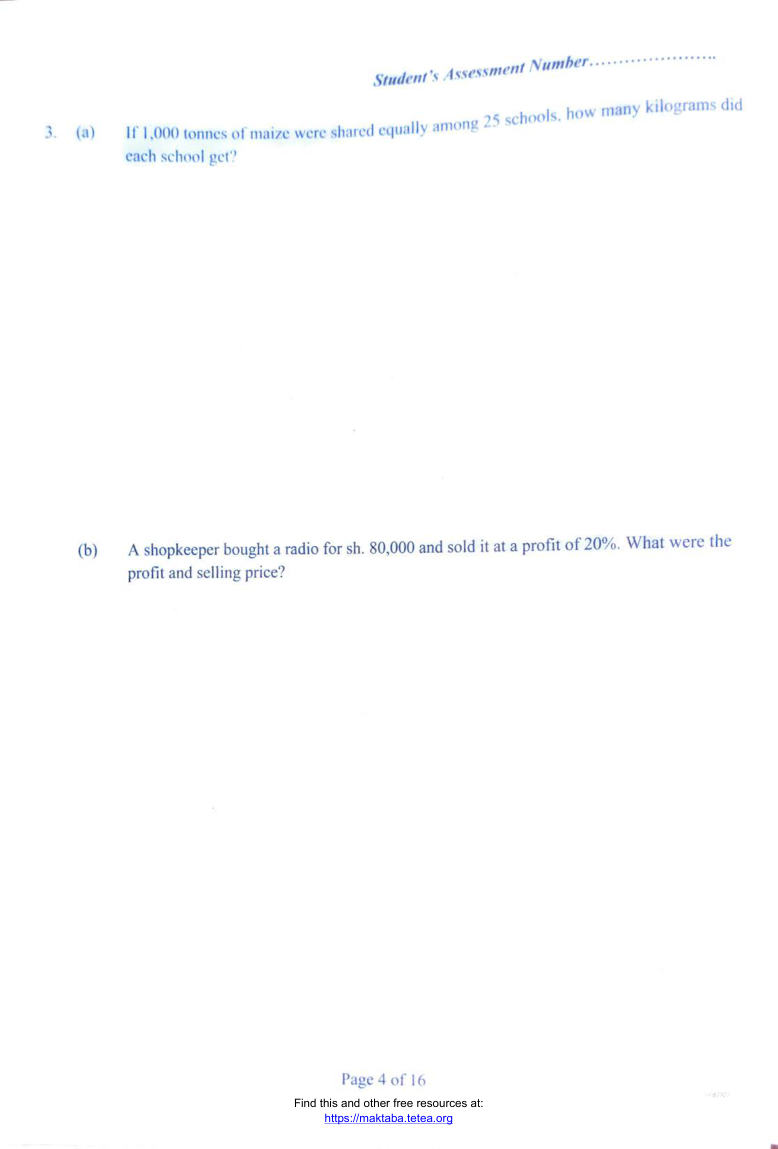 Student's Assessment Number......................
3. (a) If 1,000 tonnes of maize were shared equally among 25 schools, how many kilograms did
each school get?
(b) A shopkeeper bought a radio for sh. 80,000 and sold it at a profit of 20%. What were the
profit and selling price?
Page 4 of 16
Find this and other free resources at:
https://maktaba.tetea.org